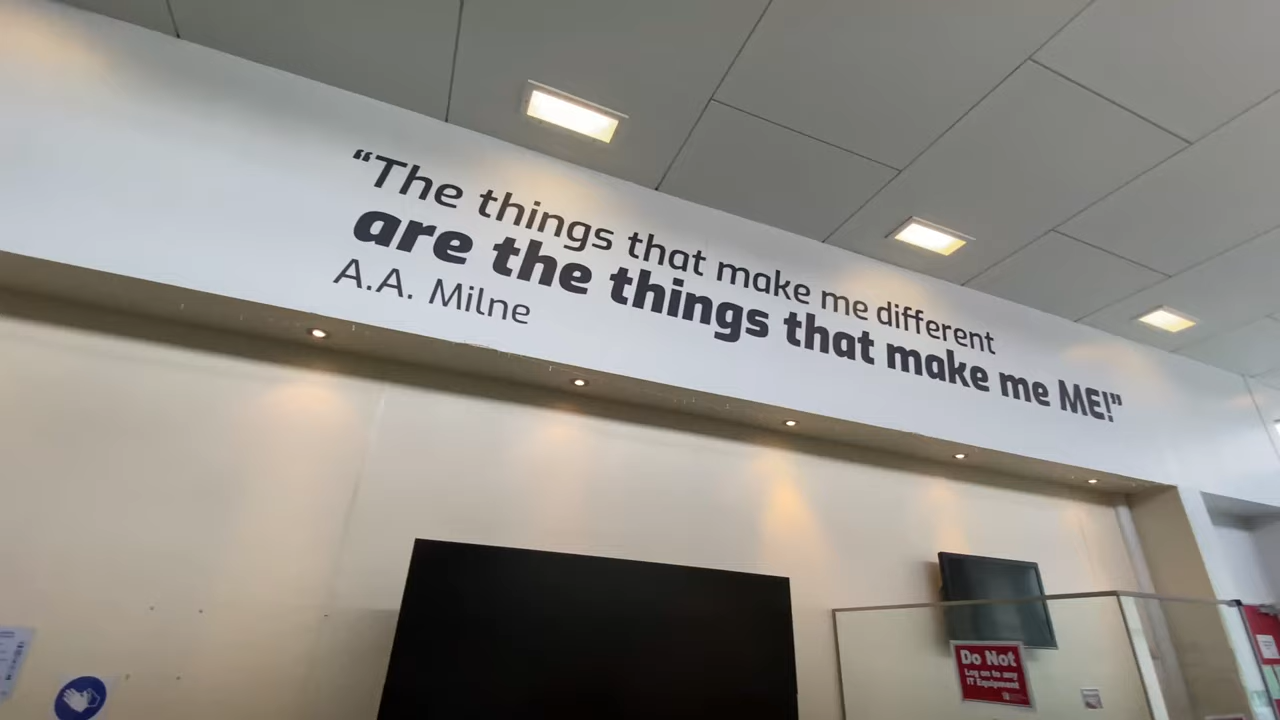 “The things that make me different
are the things that make me ME!”
A.A. Milne
Do Not
Log on to any
IT Equipment